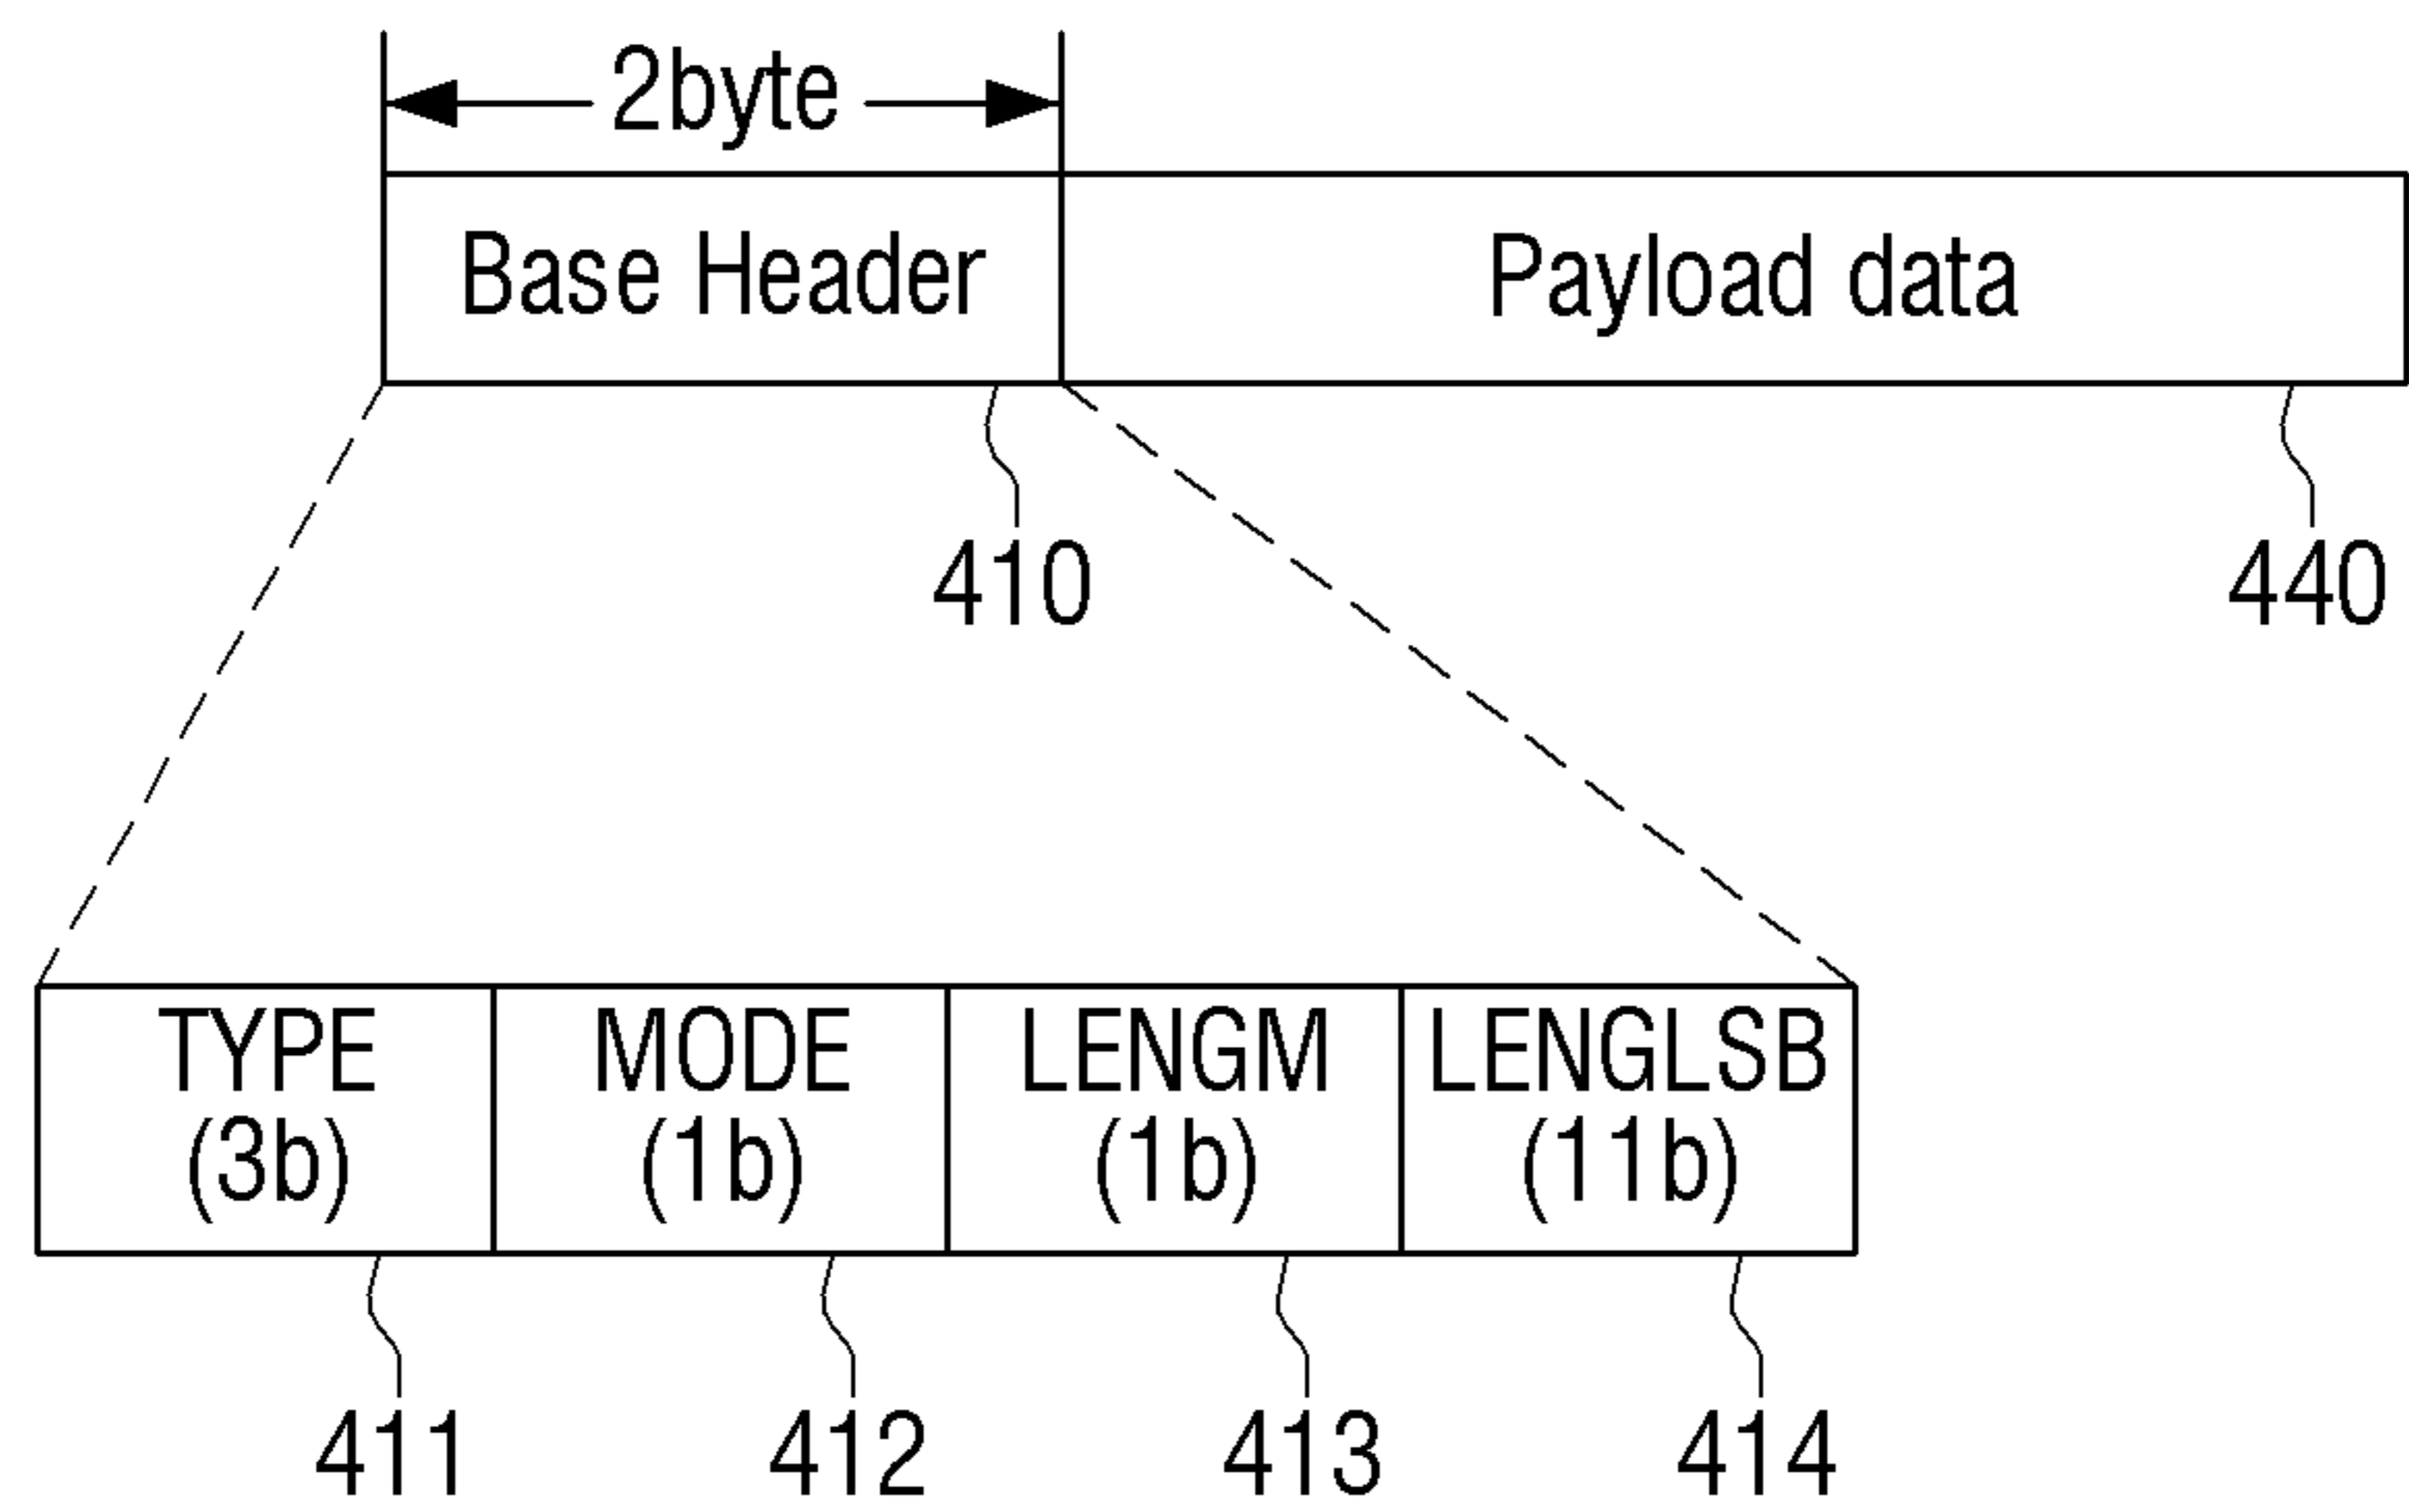 2byte
Base Header Payload data
410 440
TYPE MODE LENGM LENGLSB
(3b) (1b) (1b) (11b)
411 412 413 414